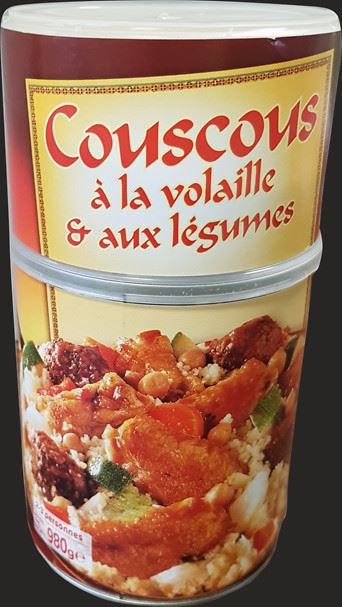 Couscous
à la volaille
& aux légumes
personnes
980g